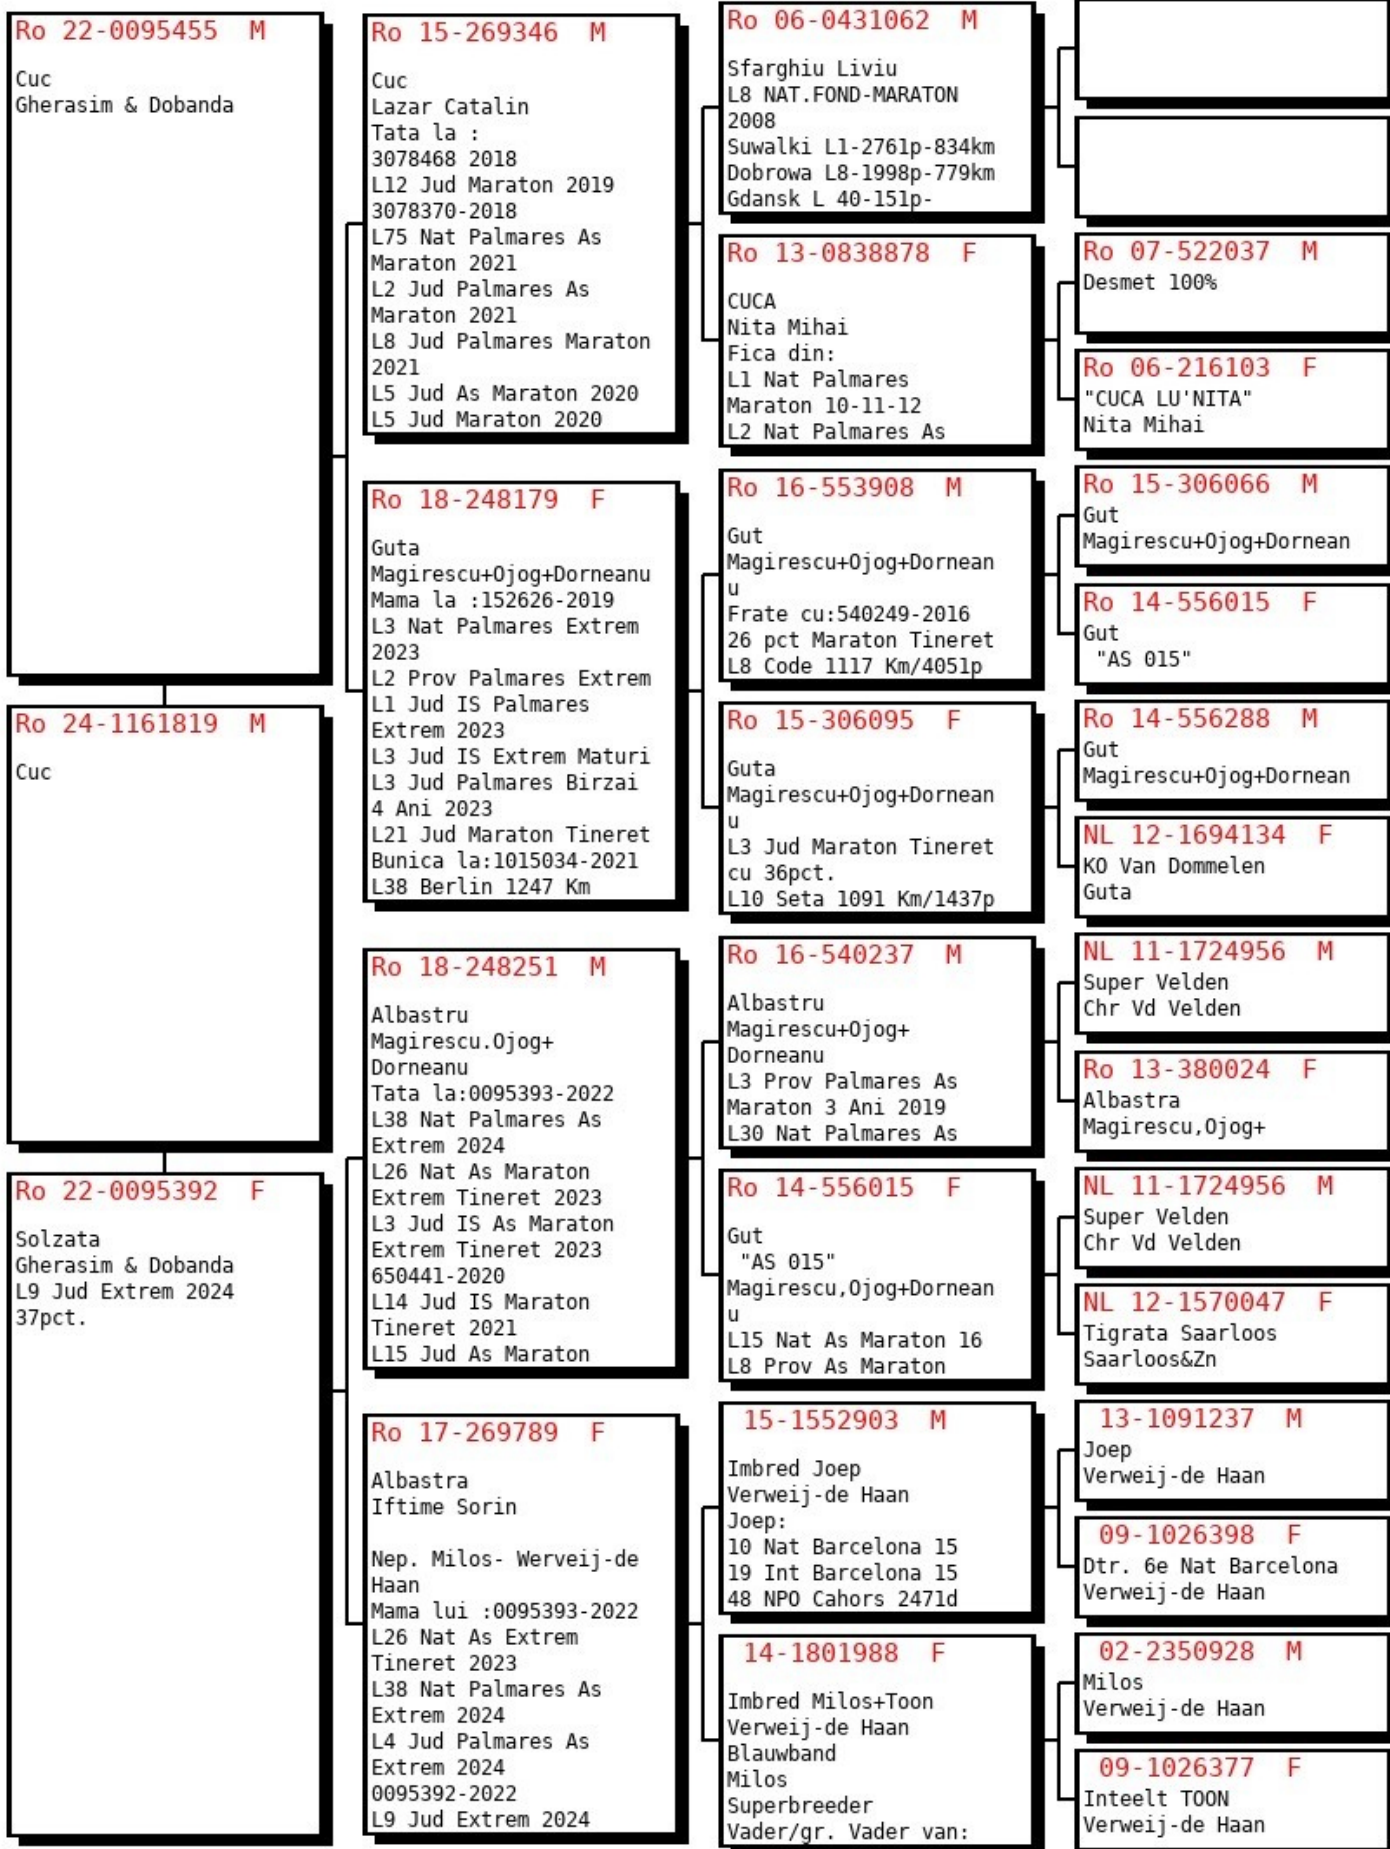 Ro 22-0095455 M
Cuc
Gherasim & Dobanda
Ro 24-1161819 M
Cuc
Ro 22-0095392 F
Solzata
Gherasim & Dobanda
L9 Jud Extrem 2024
37pct.
Ro 15-269346 M
Cuc
Lazar Catalin
Tata la :
3078468 2018
L12 Jud Maraton 2019
3078370-2018
L75 Nat Palmares As
Maraton 2021
L2 Jud Palmares As
Maraton 2021
L8 Jud Palmares Maraton
2021
L5 Jud As Maraton 2020
L5 Jud Maraton 2020
Ro 18-248179 F
Guta
Magirescu+Ojog+Dorneanu
Mama la :152626-2019
L3 Nat Palmares Extrem
2023
L2 Prov Palmares Extrem
L1 Jud IS Palmares
Extrem 2023
L3 Jud IS Extrem Maturi
L3 Jud Palmares Birzai
4 Ani 2023
L21 Jud Maraton Tineret
Bunica la:1015034-2021
L38 Berlin 1247 Km
Ro 18-248251 M
Albastru
Magirescu.Ojog+
Dorneanu
Tata la:0095393-2022
L38 Nat Palmares As
Extrem 2024
L26 Nat As Maraton
Extrem Tineret 2023
L3 Jud IS As Maraton
Extrem Tineret 2023
650441-2020
L14 Jud IS Maraton
Tineret 2021
L15 Jud As Maraton
Ro 17-269789 F
Albastra
Iftime Sorin
Nep. Milos- Werveij-de
Haan
Mama lui :0095393-2022
L26 Nat As Extrem
Tineret 2023
L38 Nat Palmares As
Extrem 2024
L4 Jud Palmares As
Extrem 2024
0095392-2022
L9 Jud Extrem 2024
Ro 06-0431062 M
Sfarghiu Liviu
L8 NAT.FOND-MARATON
2008
Suwalki L1-2761p-834km
Dobrowa L8-1998p-779km
Gdansk L 40-151p-
Ro 13-0838878 F
CUCA
Nita Mihai
Fica din:
L1 Nat Palmares
Maraton 10-11-12
L2 Nat Palmares As
Ro 16-553908 M
Gut
Magirescu+Ojog+Dornean
u
Frate cu:540249-2016
26 pct Maraton Tineret
L8 Code 1117 Km/4051p
Ro 15-306095 F
Guta
Magirescu+Ojog+Dornean
u
L3 Jud Maraton Tineret
cu 36pct.
L10 Seta 1091 Km/1437p
Ro 16-540237 M
Albastru
Magirescu+Ojog+
Dorneanu
L3 Prov Palmares As
Maraton 3 Ani 2019
L30 Nat Palmares As
Ro 14-556015 F
Gut
"AS 015"
Magirescu,Ojog+Dornean
u
L15 Nat As Maraton 16
L8 Prov As Maraton
15-1552903 M
Imbred Joep
Verweij-de Haan
Joep:
10 Nat Barcelona 15
19 Int Barcelona 15
48 NPO Cahors 2471d
14-1801988 F
Imbred Milos+Toon
Verweij-de Haan
Blauwband
Milos
Superbreeder
Vader/gr. Vader van:
Ro 07-522037 M
Desmet 100%
Ro 06-216103 F
"CUCA LU'NITA"
Nita Mihai
Ro 15-306066 M
Gut
Magirescu+Ojog+Dornean
Ro 14-556015 F
Gut
"AS 015"
Ro 14-556288 M
Gut
Magirescu+Ojog+Dornean
NL 12-1694134 F
KO Van Dommelen
Guta
NL 11-1724956 M
Super Velden
Chr Vd Velden
Ro 13-380024 F
Albastra
Magirescu,Ojog+
NL 11-1724956 M
Super Velden
Chr Vd Velden
NL 12-1570047 F
Tigrata Saarloos
Saarloos&Zn
13-1091237 M
Joep
Verweij-de Haan
09-1026398 F
Dtr. 6e Nat Barcelona
Verweij-de Haan
02-2350928 M
Milos
Verweij-de Haan
09-1026377 F
Inteelt TOON
Verweij-de Haan